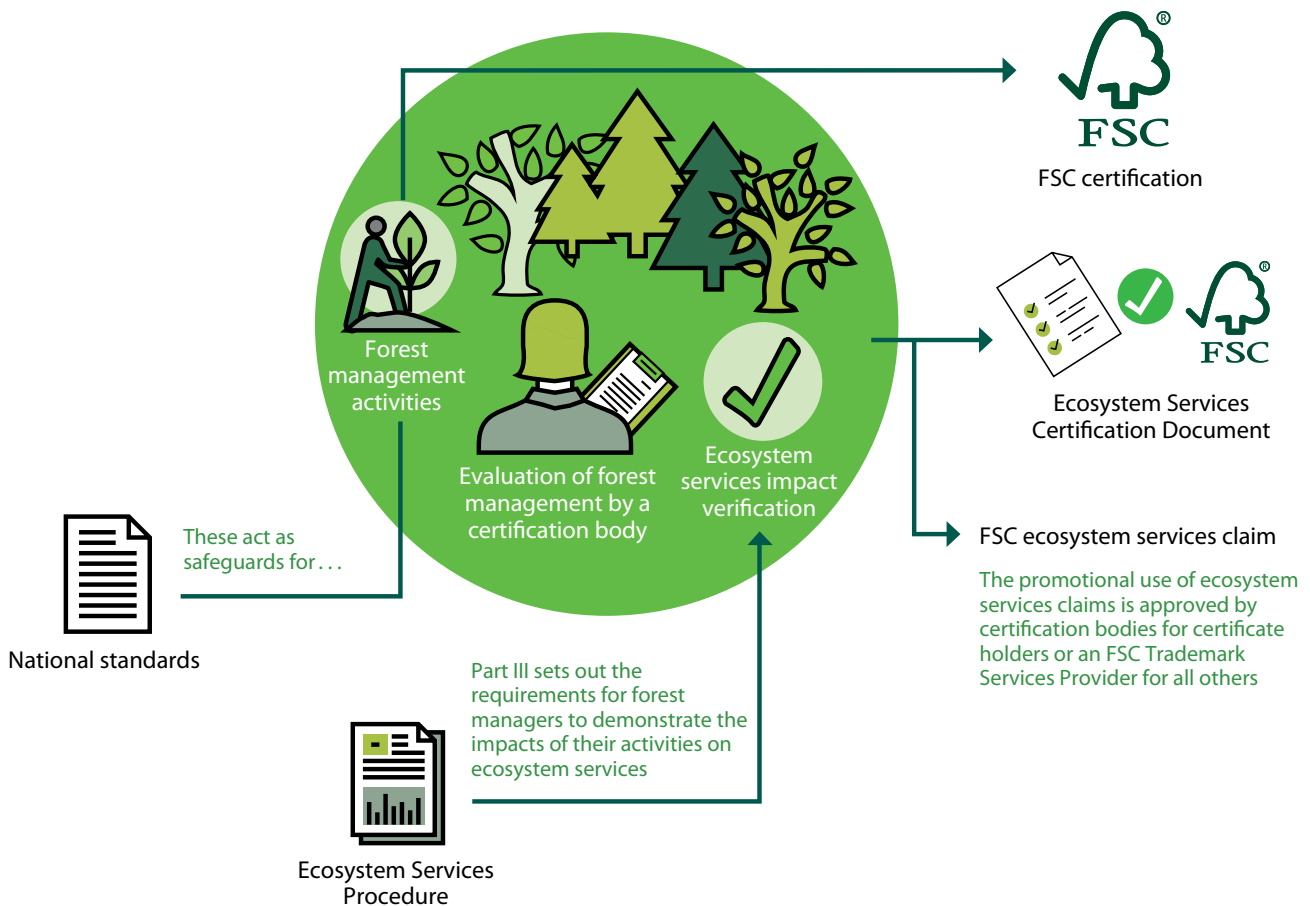 ®
FSC
FSC certification
®
FSC
Ecosystem Services
Certification Document
Forest
management
activities
Evaluation of forest
management by a
certification body
Ecosystem
services impact
verification
FSC ecosystem services claim
The promotional use of ecosystem
services claims is approved by
certification bodies for certificate
holders or an FSC Trademark
Services Provider for all others
These act as
safeguards for . . .
National standards
Part III sets out the
requirements for forest
managers to demonstrate the
impacts of their activities on
ecosystem services
Ecosystem Services
Procedure